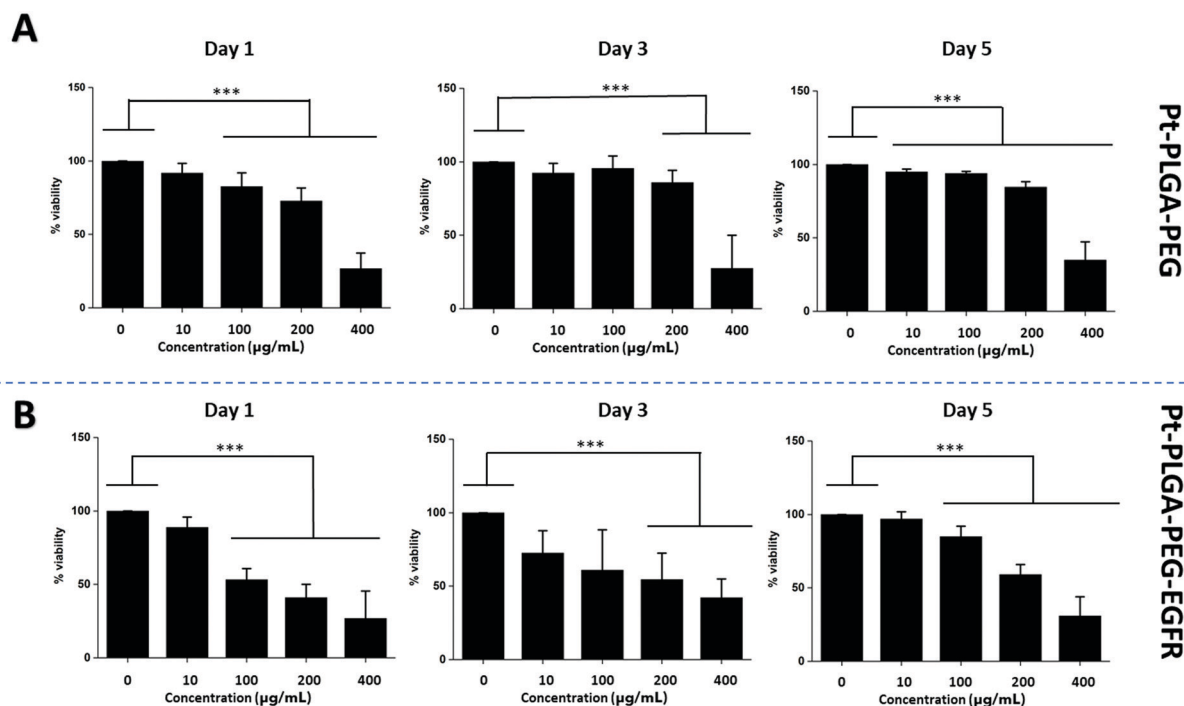 A
Day 1
Day 3
Day 5
150
100
50
0
% viability
***
0 10 100 200 400
Concentration (µg/mL)
150
100
50
0
% viability
***
0 10 100 200 400
Concentration (µg/mL)
150
100
50
0
% viability
***
0 10 100 200 400
Concentration (µg/mL)
Pt-PLGA-PEG
B
Day 1
Day 3
Day 5
150
100
50
0
% viability
***
0 10 100 200 400
Concentration (µg/mL)
150
100
50
0
% viability
***
0 10 100 200 400
Concentration (µg/mL)
150
100
50
0
% viability
***
0 10 100 200 400
Concentration (µg/mL)
Pt-PLGA-PEG-EGFR